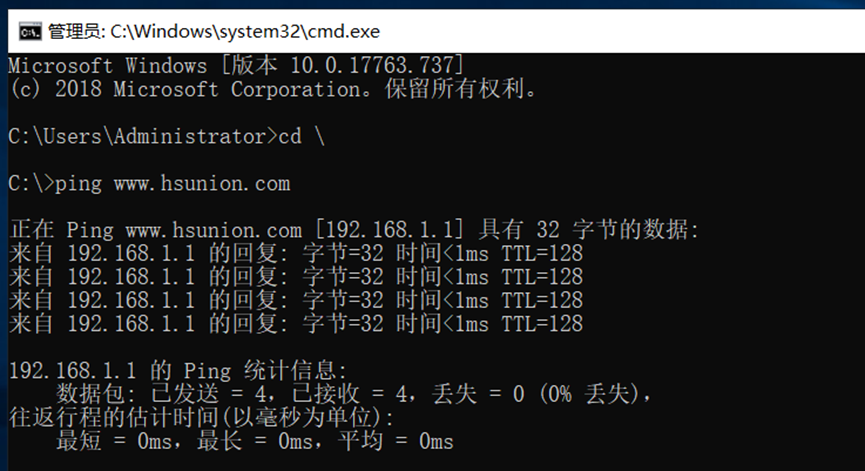 管理员: C:\Windows\system32\cmd.exe
Microsoft Windows [版本 10.0.17763.737]
(c) 2018 Microsoft Corporation。保留所有权利。
C:\Users\Administrator>cd \
C:\>ping www.hsunion.com
正在 Ping www.hsunion.com [192.168.1.1] 具有 32 字节的数据:
来自 192.168.1.1 的回复: 字节=32 时间<1ms TTL=128
来自 192.168.1.1 的回复: 字节=32 时间<1ms TTL=128
来自 192.168.1.1 的回复: 字节=32 时间<1ms TTL=128
来自 192.168.1.1 的回复: 字节=32 时间<1ms TTL=128
192.168.1.1 的 Ping 统计信息:
数据包: 已发送 = 4，已接收 = 4，丢失 = 0 (0% 丢失)，
往返行程的估计时间(以毫秒为单位):
最短 = 0ms，最长 = 0ms，平均 = 0ms